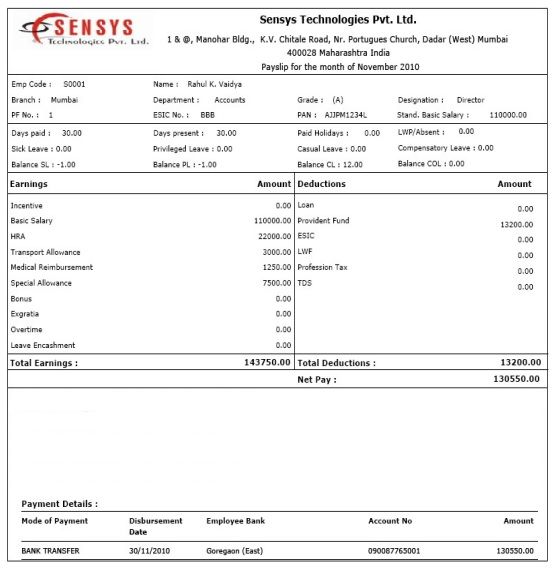 SENSYS
Technologies Pvt. Ltd.
Sensys Technologies Pvt. Ltd.
1 & @, Manohar Bldg., K.V. Chitale Road, Nr. Portugues Church, Dadar (West) Mumbai
400028 Maharashtra India
Payslip for the month of November 2010
Emp Code : S0001 Name : Rahul K. Vaidya
Branch : Mumbai Department : Accounts Grade : (A) Designation : Director
PF No. : 1 ESIC No. : BBB PAN : AJJPM1234L Stand. Basic Salary : 110000.00
Days paid : 30.00 Days present : 30.00 Paid Holidays : 0.00 LWP/Absent : 0.00
Sick Leave : 0.00 Privileged Leave : 0.00 Casual Leave : 0.00 Compensatory Leave : 0.00
Balance SL : -1.00 Balance PL : -1.00 Balance CL : 12.00 Balance COL : 0.00
Earnings Amount Deductions Amount
Incentive 0.00 Loan 0.00
Basic Salary 110000.00 Provident Fund 13200.00
HRA 22000.00 ESIC 0.00
Transport Allowance 3000.00 LWF 0.00
Medical Reimbursement 1250.00 Profession Tax 0.00
Special Allowance 7500.00 TDS 0.00
Bonus 0.00
Exgratia 0.00
Overtime 0.00
Leave Encashment 0.00
Total Earnings : 143750.00 Total Deductions : 13200.00
Net Pay : 130550.00
Payment Details :
Mode of Payment Disbursement Employee Bank Account No Amount
Date
BANK TRANSFER 30/11/2010 Goregaon (East) 090087765001 130550.00